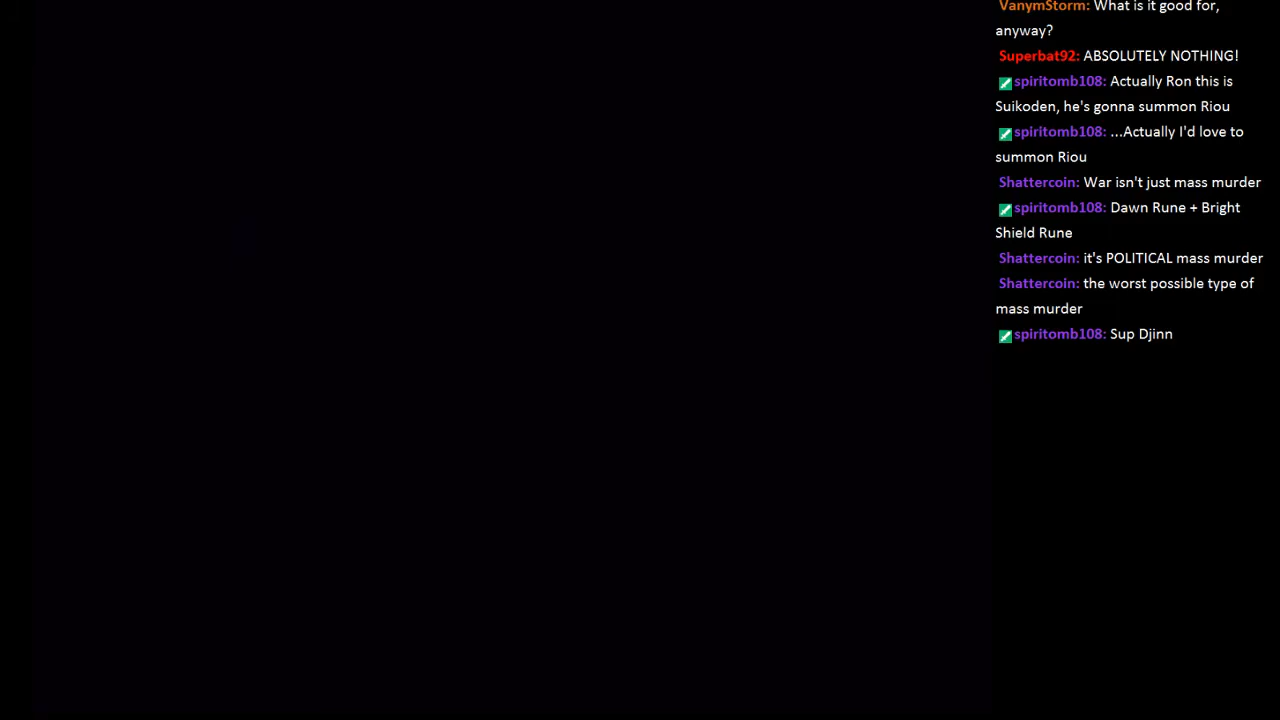 VanymStorm: What is it good for,
anyway?
Superbat92: ABSOLUTELY NOTHING!
spiritomb108: Actually Ron this is
Suikoden, he's gonna summon Riou
spiritomb108: ...Actually I'd love to
summon Riou
Shattercoin: War isn't just mass murder
spiritomb108: Dawn Rune + Bright
Shield Rune
Shattercoin: it's POLITICAL mass murder
Shattercoin: the worst possible type of
mass murder
spiritomb108: Sup Djinn